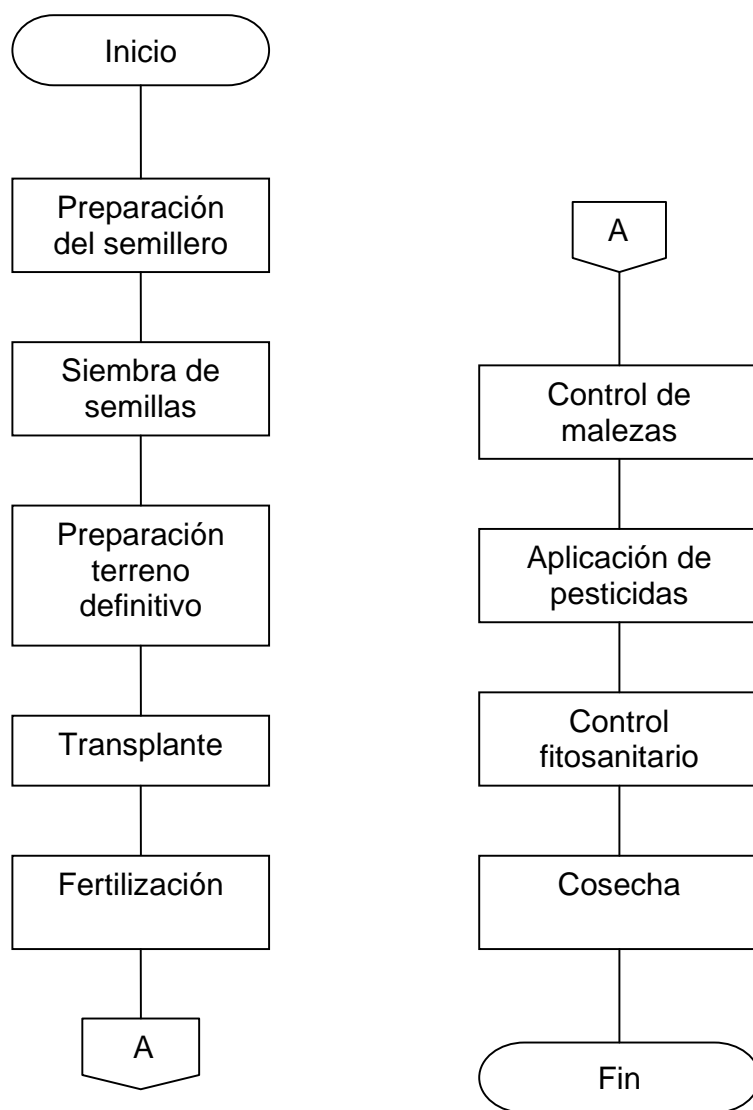 Inicio
Preparación
del semillero
Siembra de
semillas
Preparación
terreno
definitivo
Transplante
Fertilización
A
A
Control de
malezas
Aplicación de
pesticidas
Control
fitosanitario
Cosecha
Fin